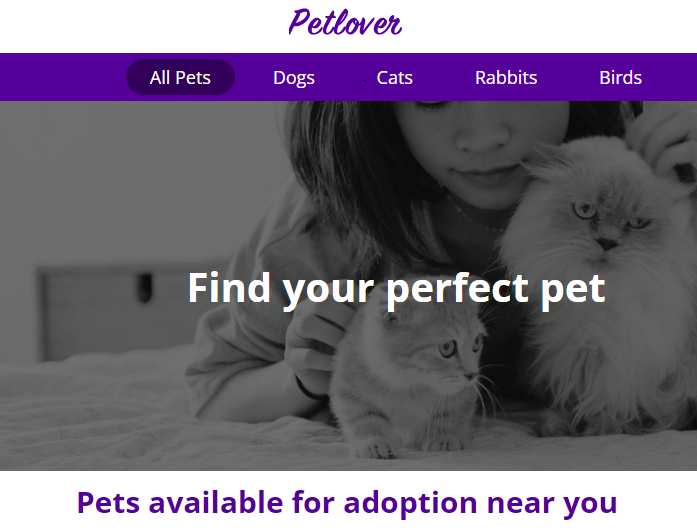 Petlover
All Pets Dogs Cats Rabbits Birds
Find your perfect pet
Pets available for adoption near you